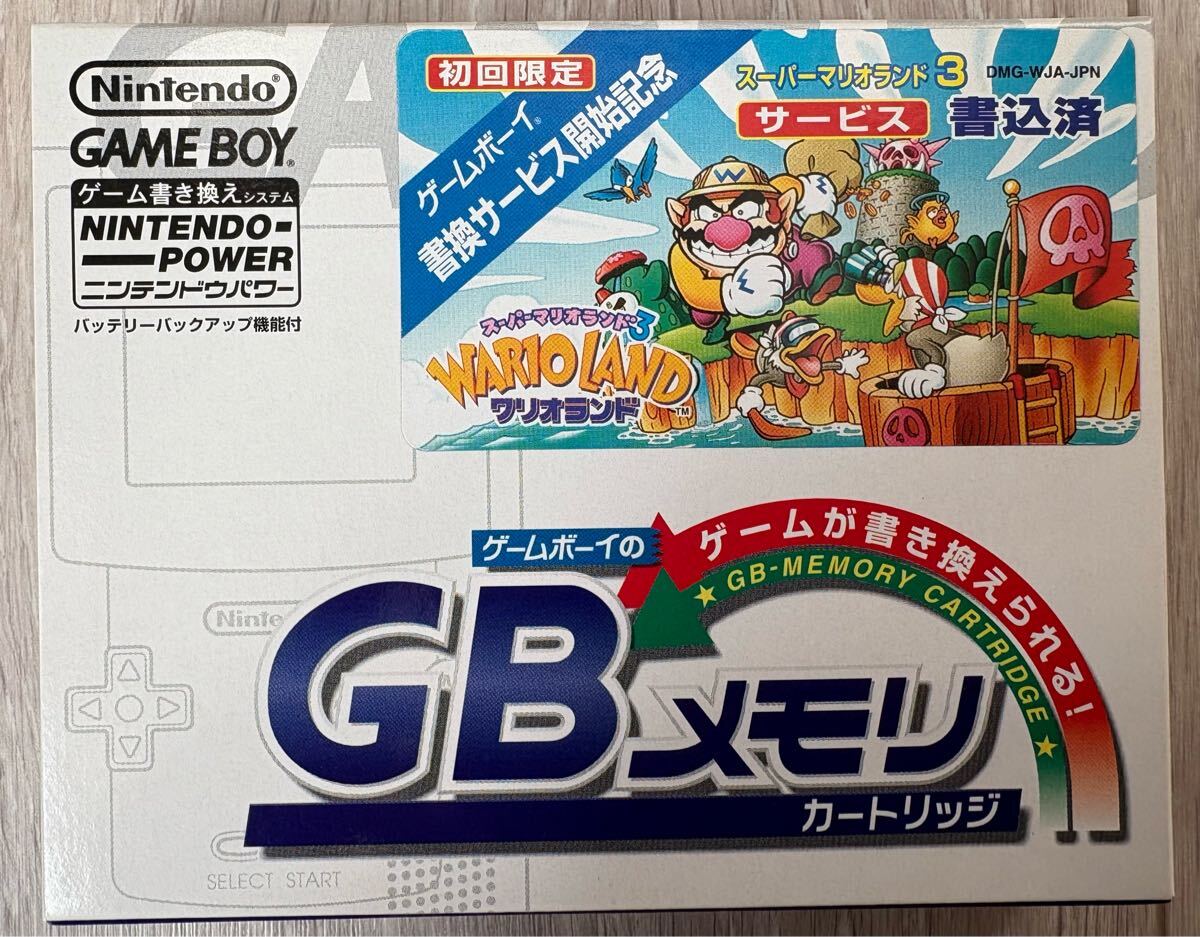 Nintendo®
GAME BOY®
ゲーム書き換えシステム
NINTENDO-
POWER
ニンテンドウパワー
バッテリーバックアップ機能付
初回限定
ゲームボーイ®
書換サービス開始記念
スーパーマリオランド3 DMG-WJA-JPN
サービス 書込済
スーパーマリオランド3
WARIO LAND
ワリオランド™
ゲームボーイの
ゲームが書き換えられる!
★ GB-MEMORY CARTRIDGE ★
GBメモリ
カートリッジ
Ninte
SELECT START